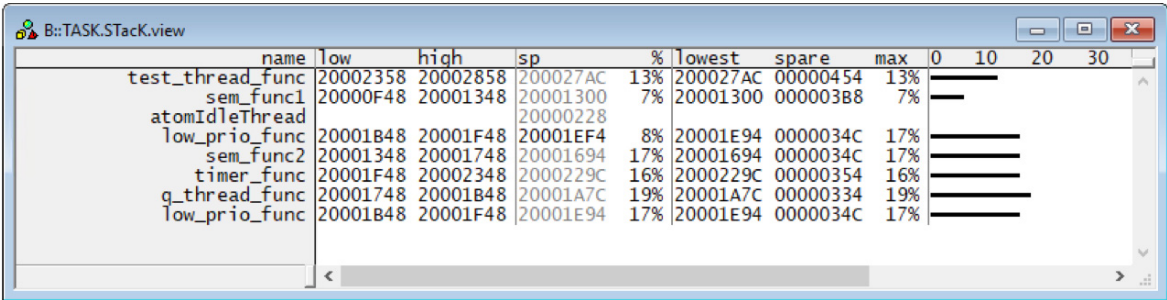 B::TASK.STacK.view
name low high sp % lowest spare max 0 10 20 30
test_thread_func 20002358 20002858 200027AC 13% 200027AC 00000454 13%
sem_func1 20000F48 20001348 20001300 7% 20001300 000003B8 7%
atomIdleThread 20000228
low_prio_func 20001B48 20001F48 20001EF4 8% 20001E94 0000034C 17%
sem_func2 20001348 20001748 20001694 17% 20001694 0000034C 17%
timer_func 20001F48 20002348 2000229C 16% 2000229C 00000354 16%
q_thread_func 20001748 20001B48 20001A7C 19% 20001A7C 00000334 19%
low_prio_func 20001B48 20001F48 20001E94 17% 20001E94 0000034C 17%